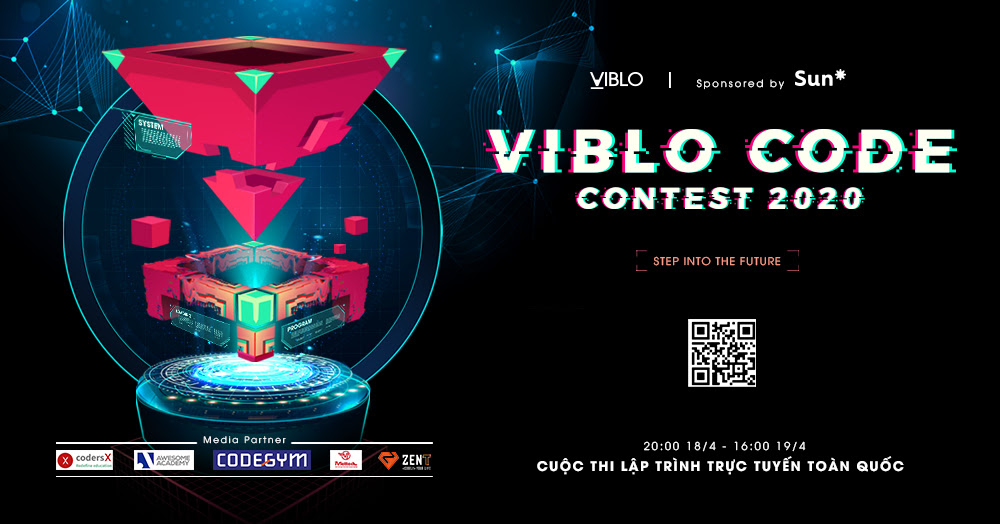 VIBLO | Sponsored by Sun*
VIBLO CODE
CONTEST 2020
STEP INTO THE FUTURE
SYSTEM
PROGRAM
Media Partner
codersX
AWESOME
ACADEMY
CODEGYM
ZENT
20:00 18/4 - 16:00 19/4
CUỘC THI LẬP TRÌNH TRỰC TUYẾN TOÀN QUỐC